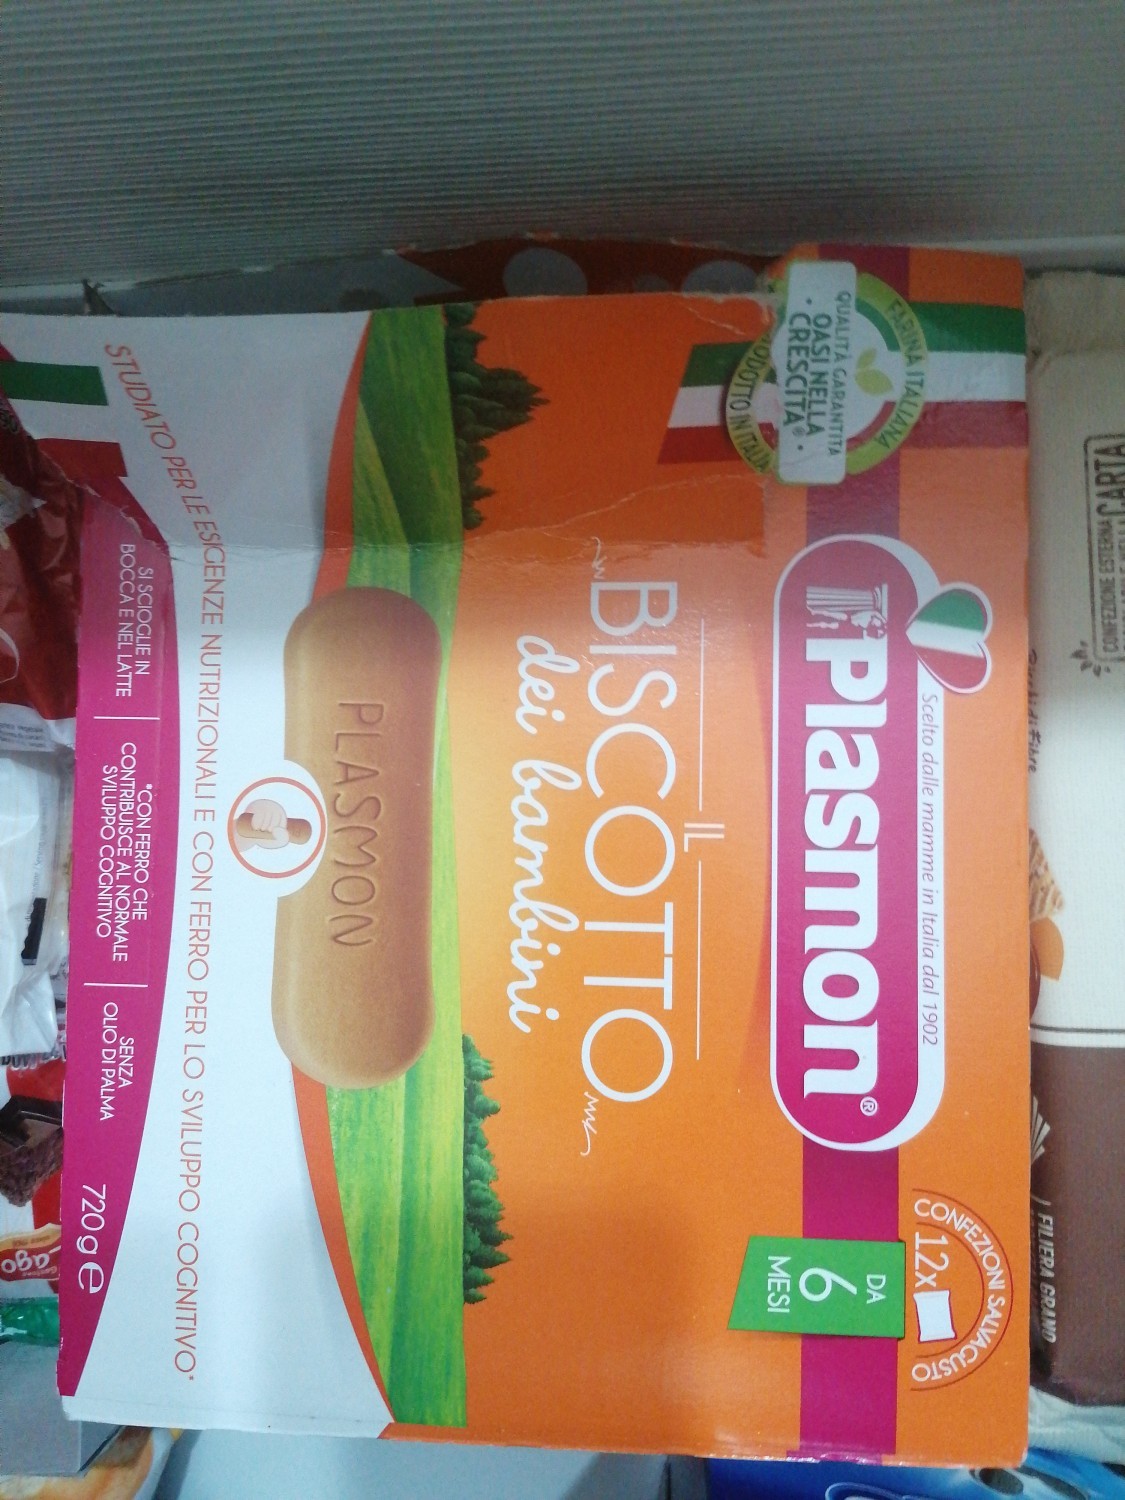 FARINA ITALIANA
QUALITÀ GARANTITA
• OASI NELLA
CRESCITA® •
PRODOTTO IN ITALIA
Scelto dalle mamme in Italia dal 1902
Plasmon®
CONFEZIONI SALVAGUSTO
12x
DA
6
MESI
IL
BISCOTTO
dei bambini
PLASMON
STUDIATO PER LE ESIGENZE NUTRIZIONALI E CON FERRO PER LO SVILUPPO COGNITIVO*
SI SCIOGLIE IN
BOCCA E NEL LATTE
*CON FERRO CHE
CONTRIBUISCE AL NORMALE
SVILUPPO COGNITIVO
SENZA
OLIO DI PALMA
720 g e
CARTA
CONFEZIONE ESTERNA
FILIERA GRANO
ago